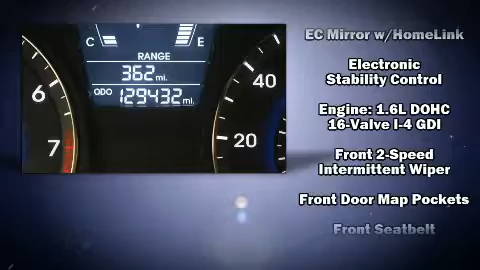 EC Mirror w/HomeLink
Electronic
Stability Control
Engine: 1.6L DOHC
16-Valve I-4 GDI
Front 2-Speed
Intermittent Wiper
Front Door Map Pockets
Front Seatbelt
C E
RANGE
362 mi.
ODO 129432 mi.
6
7
40
20